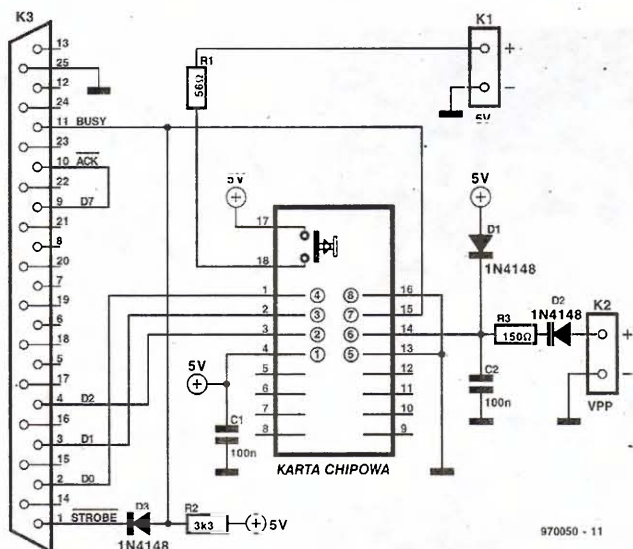 K3
13
25
12
24
11 BUSY
23
10 ACK
22
9 D7
21
8
20
7
19
6
18
5
17
4 D2
16
3 D1
15
2 D0
14
1 STROBE
D3
1N4148
R2
3k3
5V
R1
56Ω
K1
+
−
5V
5V
17
18
1 4 8 16
2 3 7 15
3 2 6 14
4 1 5 13
5 12
6 11
7 10
8 9
KARTA CHIPOWA
5V
C1
100n
5V
D1
1N4148
R3
150Ω
D2
1N4148
K2
+
−
VPP
C2
100n
970050 - 11